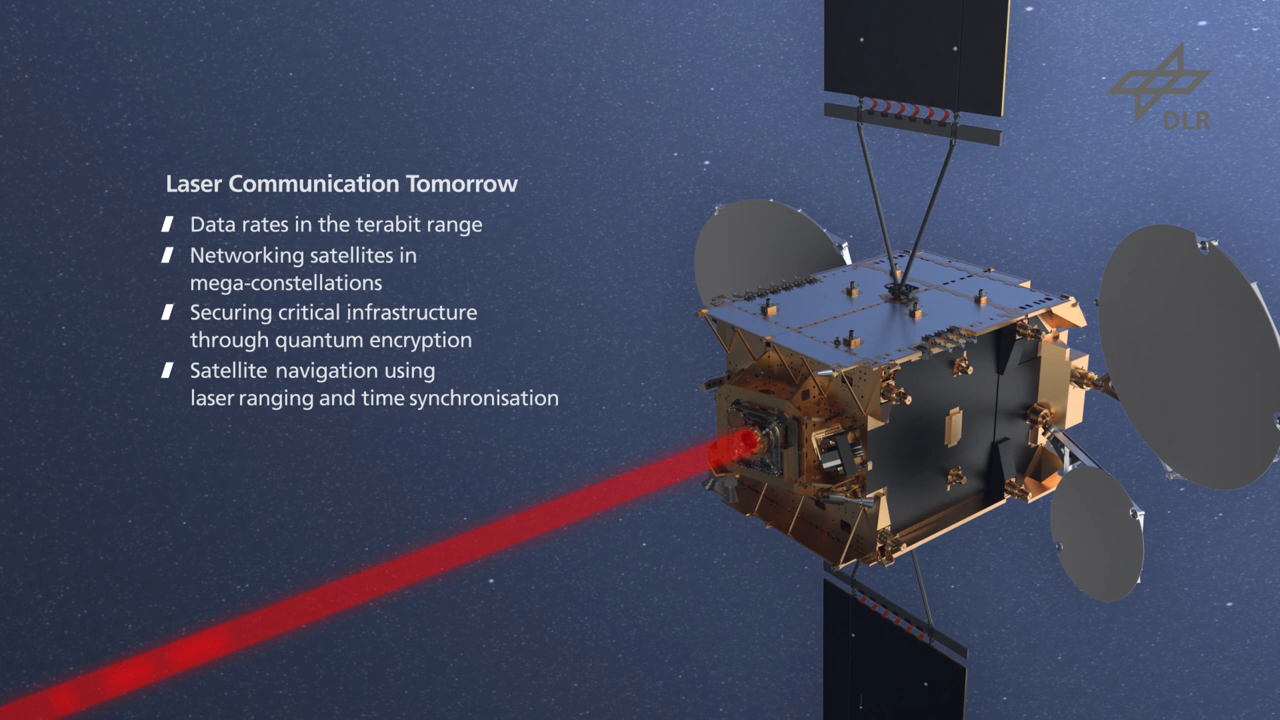 DLR
Laser Communication Tomorrow
Data rates in the terabit range
Networking satellites in
mega-constellations
Securing critical infrastructure
through quantum encryption
Satellite navigation using
laser ranging and time synchronisation